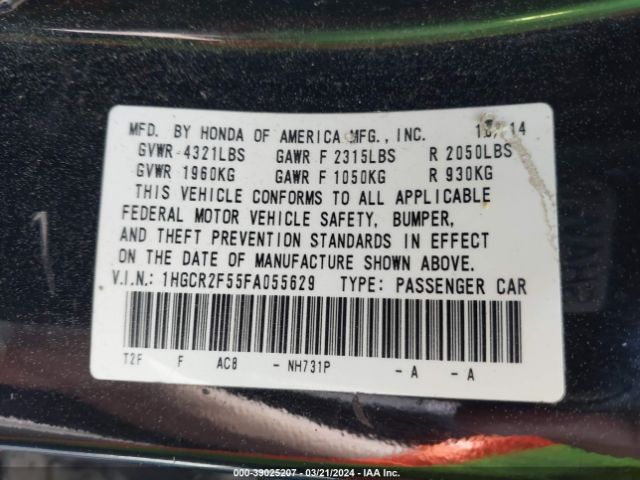 MFD. BY HONDA OF AMERICA MFG., INC.
GVWR 4321LBS GAWR F 2315LBS R 2050LBS
GVWR 1960KG GAWR F 1050KG R 930KG
THIS VEHICLE CONFORMS TO ALL APPLICABLE
FEDERAL MOTOR VEHICLE SAFETY, BUMPER,
AND THEFT PREVENTION STANDARDS IN EFFECT
ON THE DATE OF MANUFACTURE SHOWN ABOVE.
V.I.N.: 1HGCR2F55FA055629 TYPE: PASSENGER CAR
T2F F AC8 - NH731P - A - A
000-39025207 - 03/21/2024 - IAA Inc.